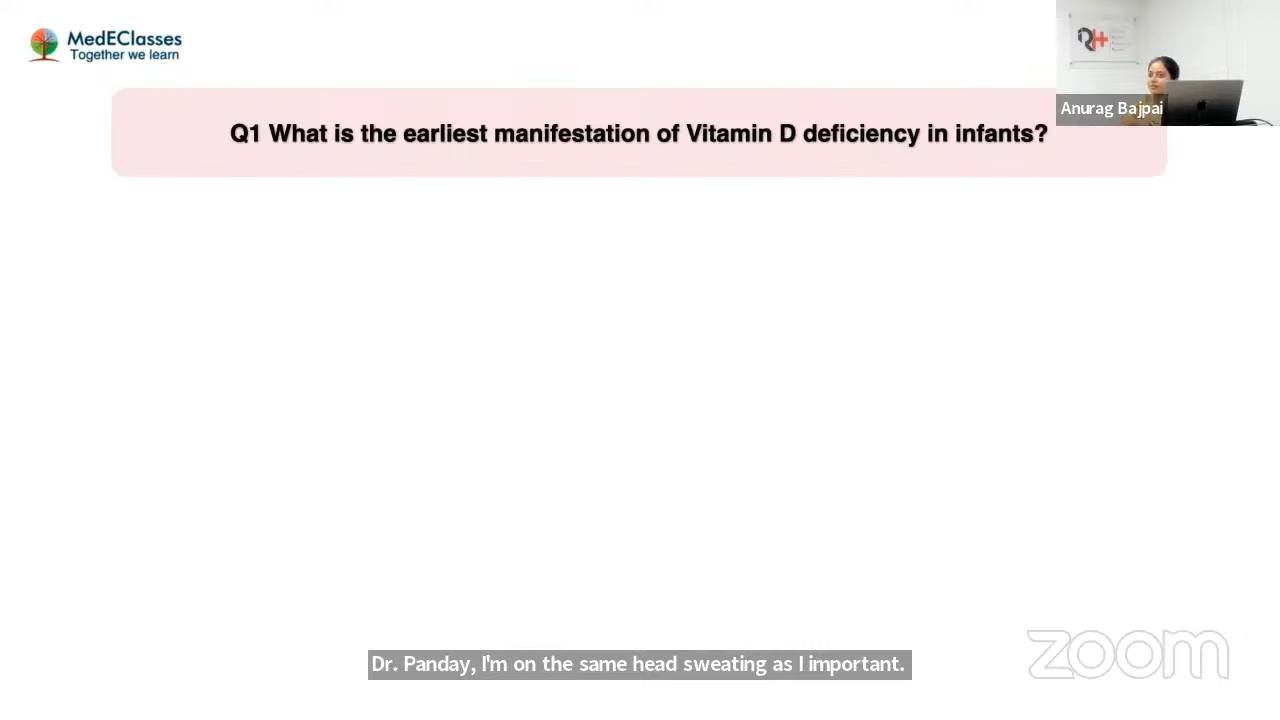 MedEClasses
Together we learn
Anurag Bajpai
Q1 What is the earliest manifestation of Vitamin D deficiency in infants?
Dr. Panday, I'm on the same head sweating as I important.
zoom